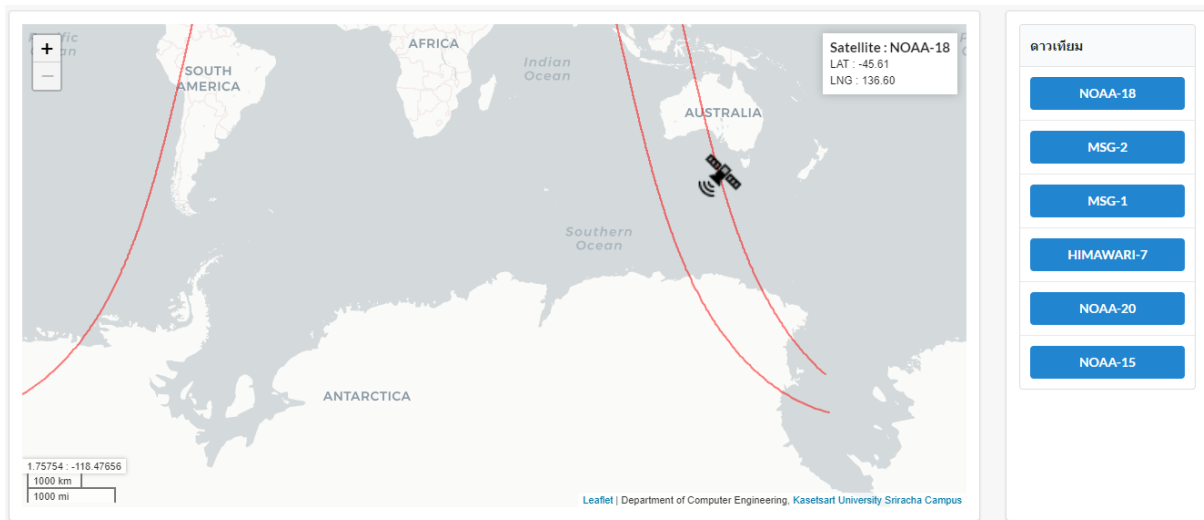 Pacific
Ocean
+
−
SOUTH
AMERICA
AFRICA
Indian
Ocean
AUSTRALIA
Southern
Ocean
ANTARCTICA
Satellite : NOAA-18
LAT : -45.61
LNG : 136.60
1.75754 : -118.47656
1000 km
1000 mi
Leaflet | Department of Computer Engineering, Kasetsart University Sriracha Campus
ดาวเทียม
NOAA-18
MSG-2
MSG-1
HIMAWARI-7
NOAA-20
NOAA-15